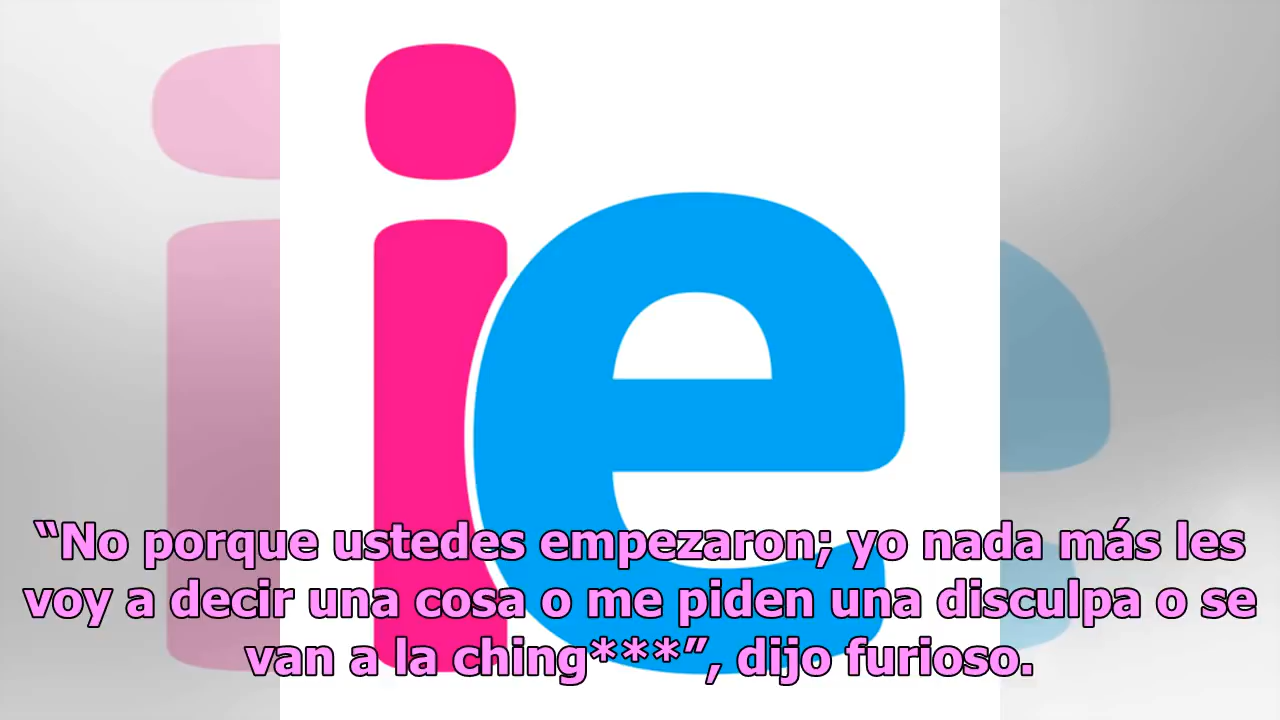 ie
“No porque ustedes empezaron; yo nada más les
voy a decir una cosa o me piden una disculpa o se
van a la ching***”, dijo furioso.